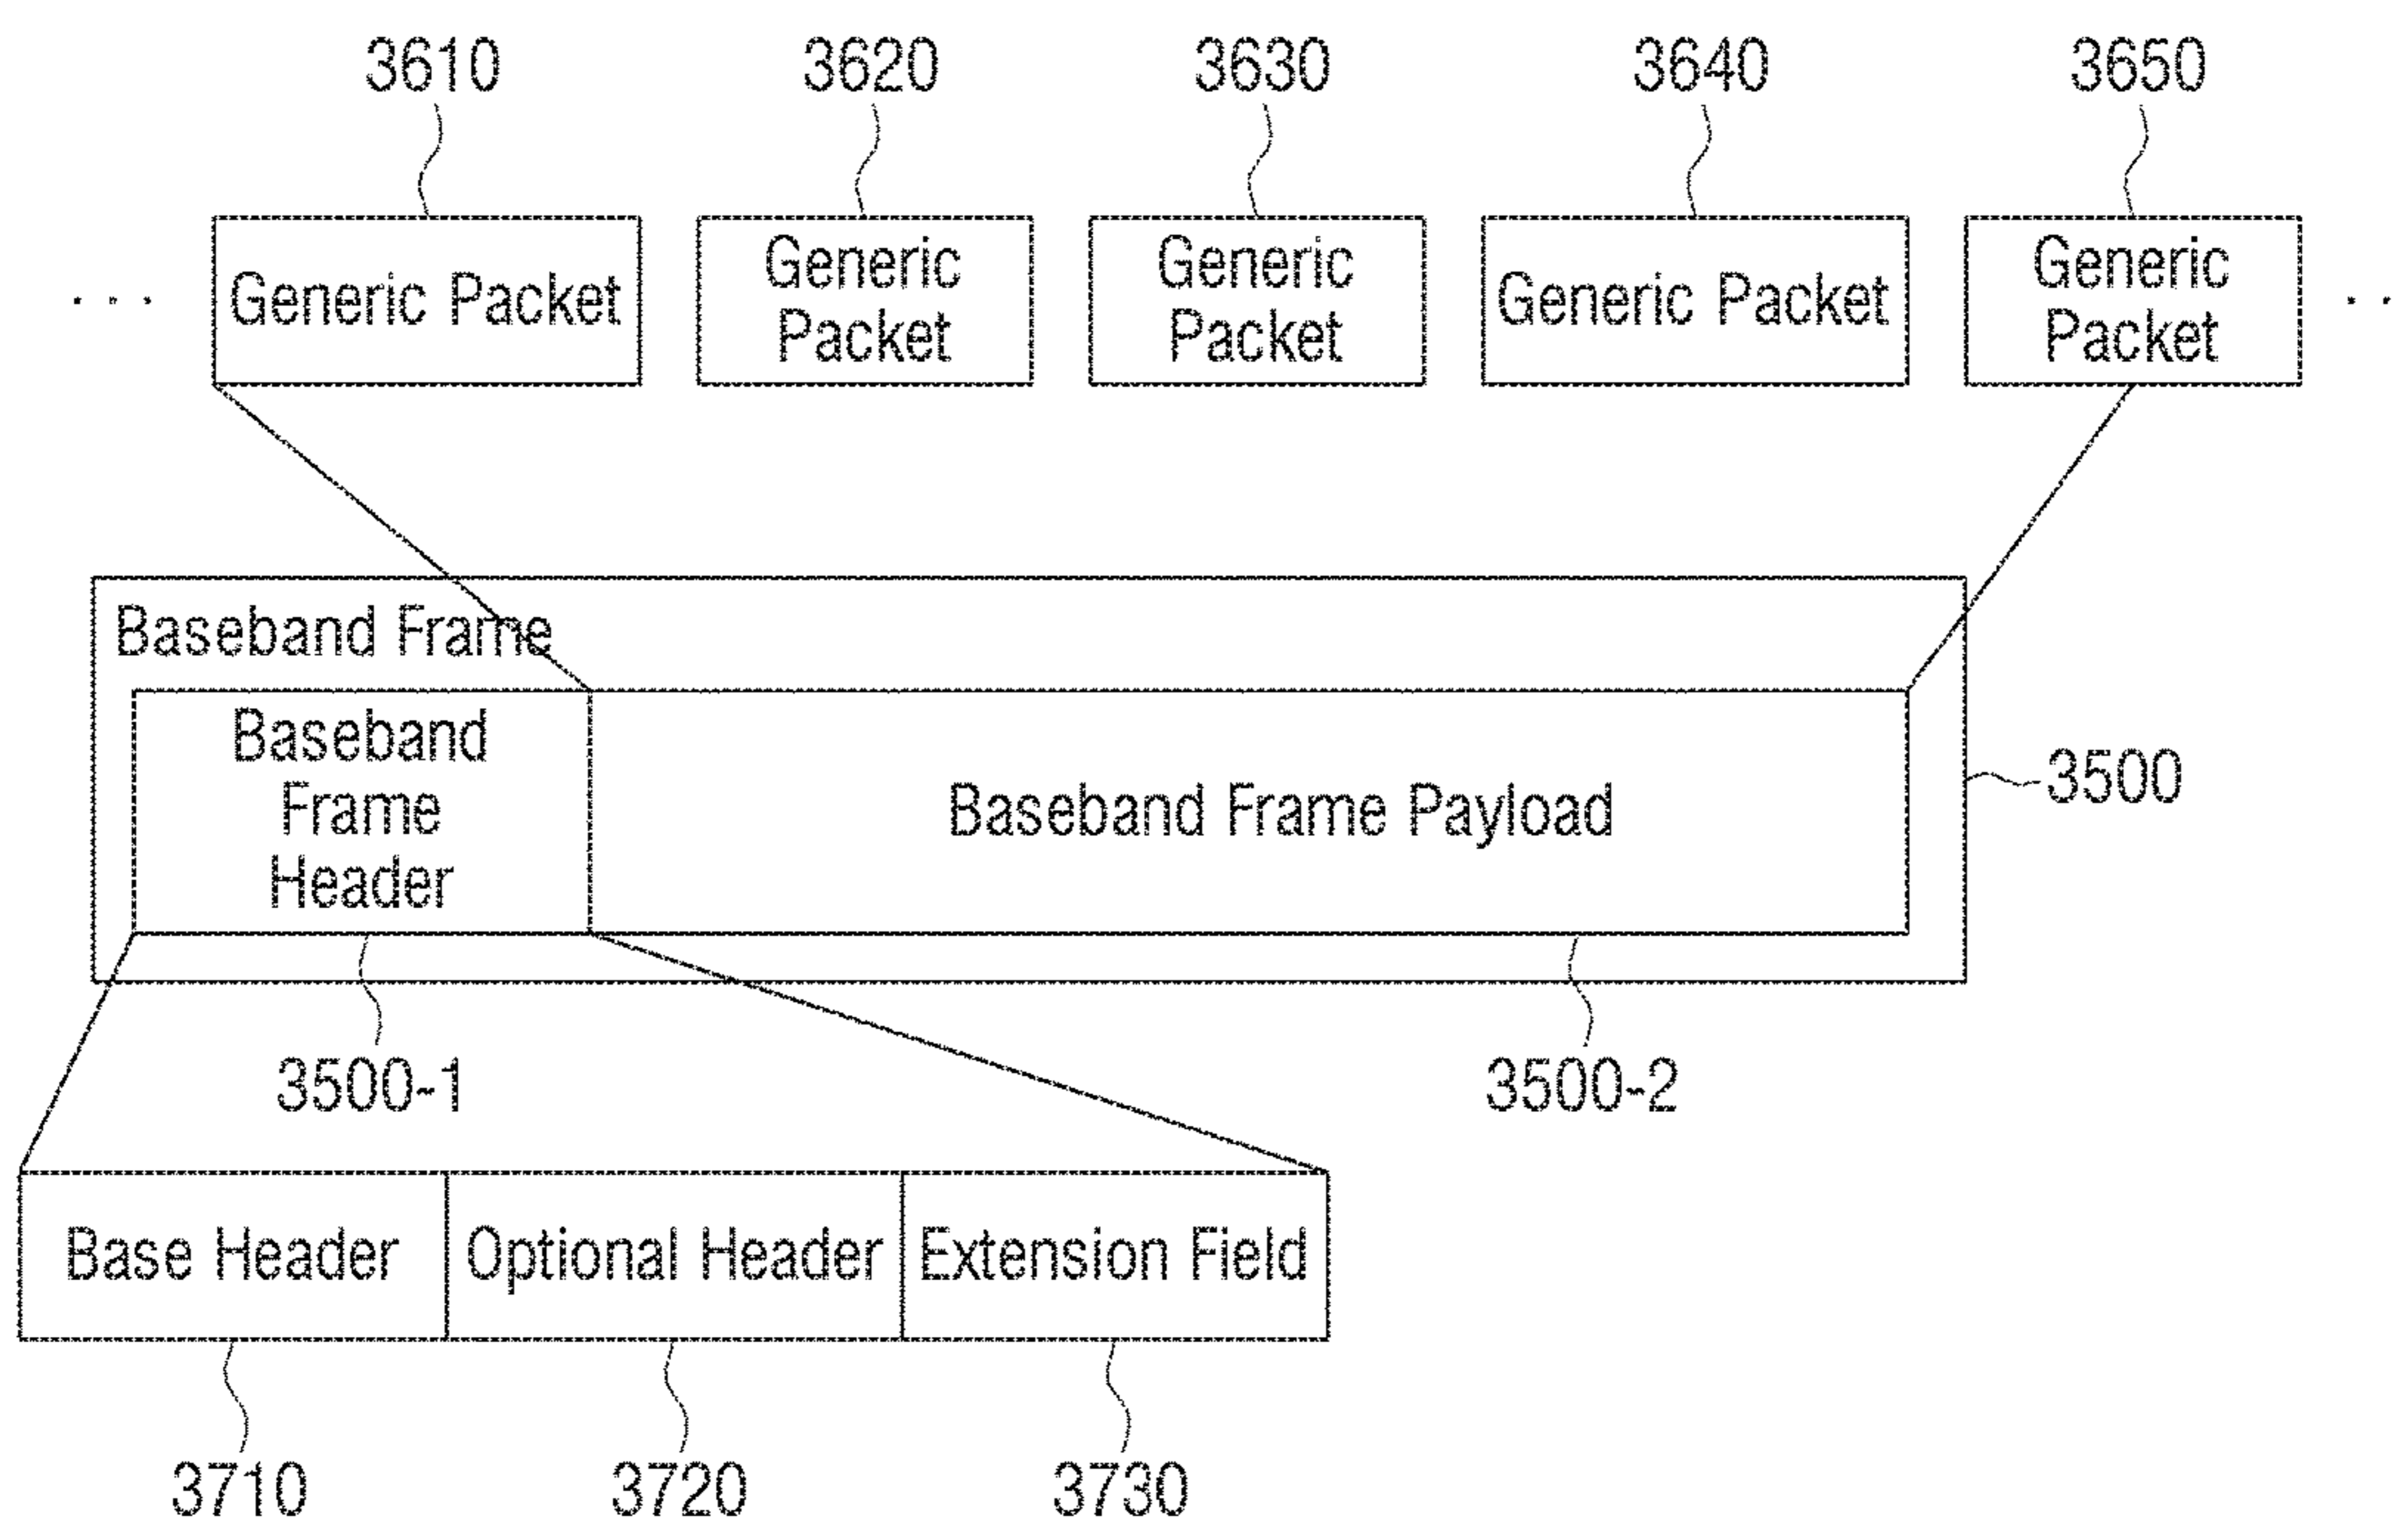 3610 3620 3630 3640 3650
. . . Generic Packet Generic Packet Generic Packet Generic Packet Generic Packet . .
Baseband Frame
Baseband
Frame
Header
Baseband Frame Payload
3500
3500-1 3500-2
Base Header Optional Header Extension Field
3710 3720 3730